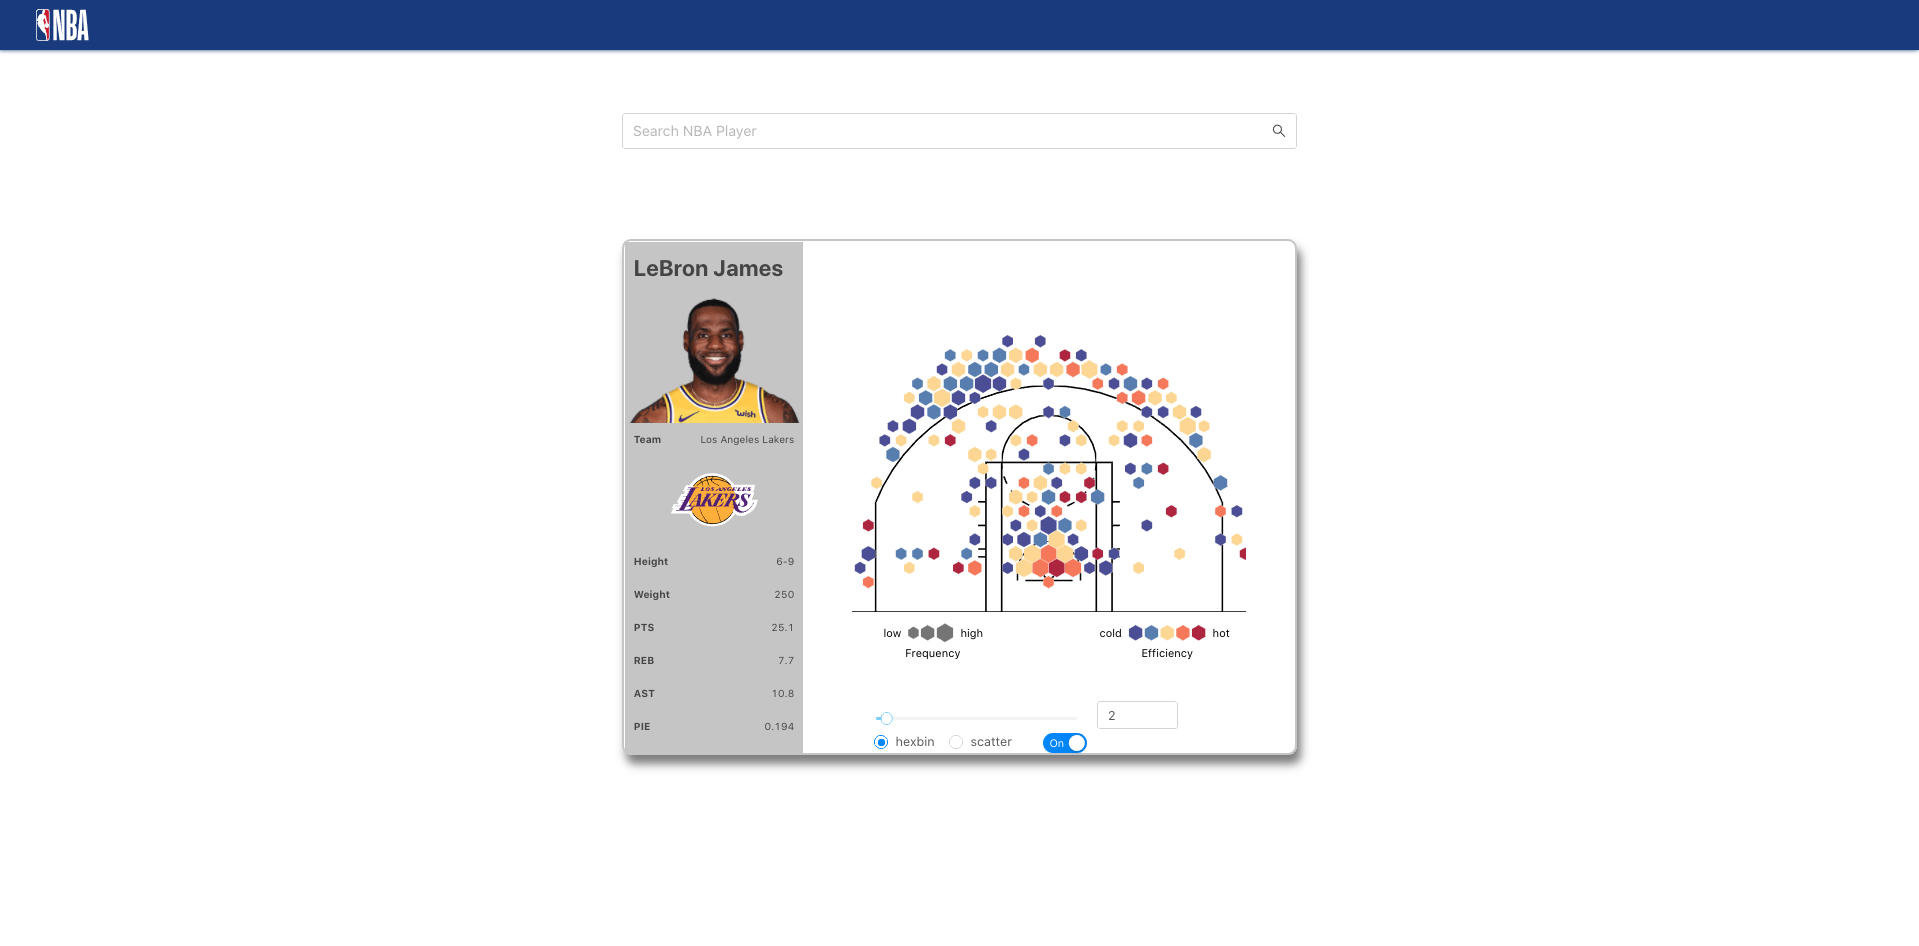 NBA
Search NBA Player
LeBron James
wish
Team Los Angeles Lakers
LOS ANGELES
LAKERS
Height 6-9
Weight 250
PTS 25.1
REB 7.7
AST 10.8
PIE 0.194
low high
Frequency
cold hot
Efficiency
2
hexbin scatter On